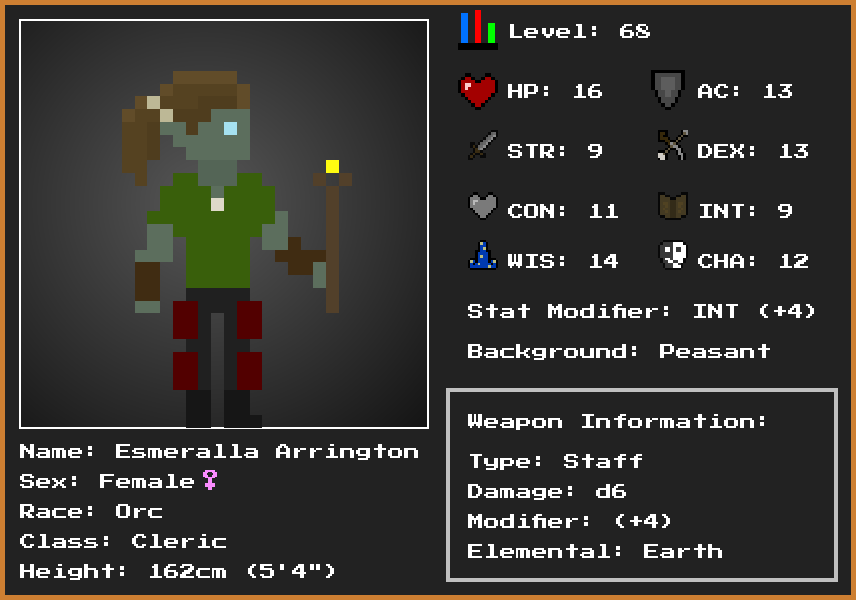 Level: 68
HP: 16 AC: 13
STR: 9 DEX: 13
CON: 11 INT: 9
WIS: 14 CHA: 12
Stat Modifier: INT (+4)
Background: Peasant
Weapon Information:
Type: Staff
Damage: d6
Modifier: (+4)
Elemental: Earth
Name: Esmeralla Arrington
Sex: Female♀
Race: Orc
Class: Cleric
Height: 162cm (5'4")